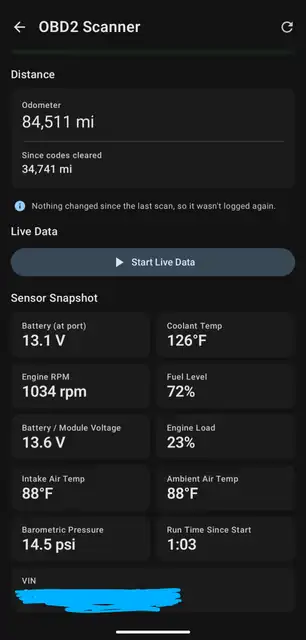 OBD2 Scanner
Distance
Odometer
84,511 mi
Since codes cleared
34,741 mi
Nothing changed since the last scan, so it wasn't logged again.
Live Data
Start Live Data
Sensor Snapshot
Battery (at port)
13.1 V
Coolant Temp
126°F
Engine RPM
1034 rpm
Fuel Level
72%
Battery / Module Voltage
13.6 V
Engine Load
23%
Intake Air Temp
88°F
Ambient Air Temp
88°F
Barometric Pressure
14.5 psi
Run Time Since Start
1:03
VIN